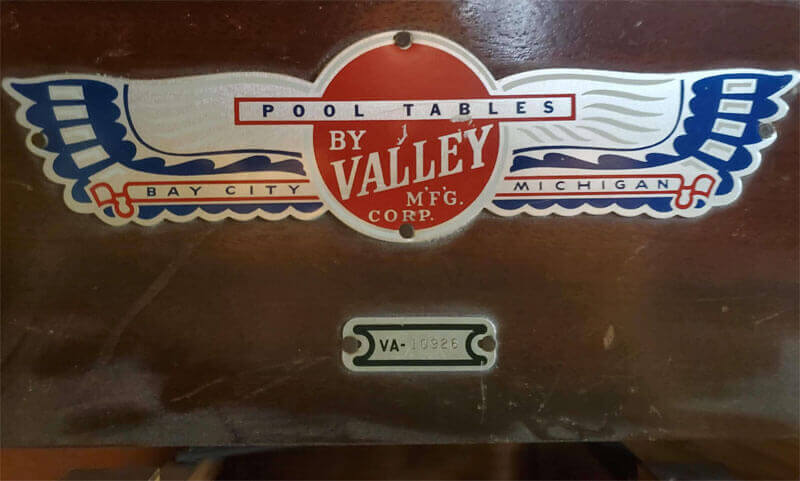 POOL TABLES
BY
VALLEY
M'F'G.
CORP.
BAY CITY
MICHIGAN
VA-10926